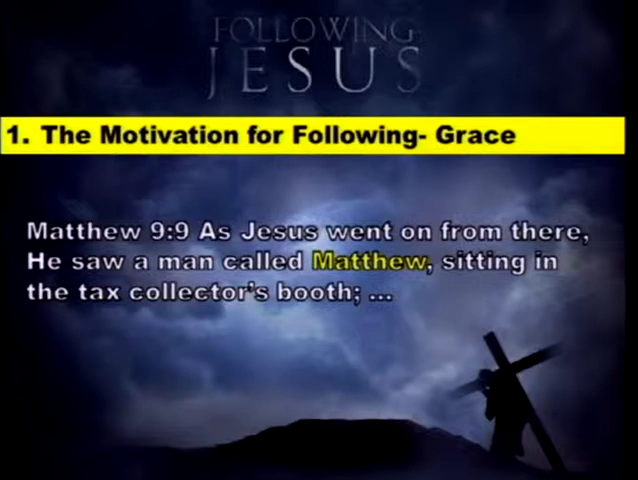 FOLLOWING
JESUS
1. The Motivation for Following- Grace
Matthew 9:9 As Jesus went on from there,
He saw a man called Matthew, sitting in
the tax collector's booth; ...